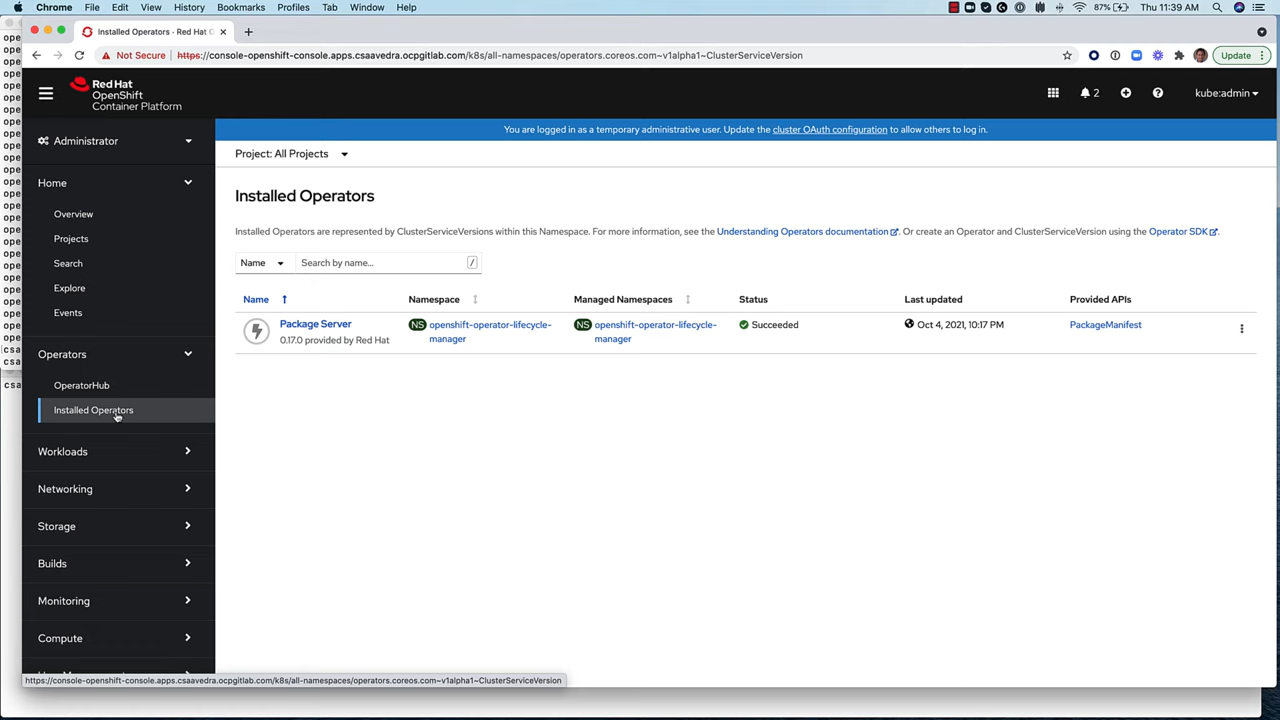 Chrome File Edit View History Bookmarks Profiles Tab Window Help 87% Thu 11:39 AM
Installed Operators - Red Hat O
Not Secure https://console-openshift-console.apps.csaavedra.ocpgitlab.com/k8s/all-namespaces/operators.coreos.com~v1alpha1~ClusterServiceVersion Update
Red Hat
OpenShift
Container Platform
2
kube:admin
You are logged in as a temporary administrative user. Update the cluster OAuth configuration to allow others to log in.
Administrator
Home
Overview
Projects
Search
Explore
Events
Operators
OperatorHub
Installed Operators
Workloads
Networking
Storage
Builds
Monitoring
Compute
Project: All Projects
Installed Operators
Installed Operators are represented by ClusterServiceVersions within this Namespace. For more information, see the Understanding Operators documentation. Or create an Operator and ClusterServiceVersion using the Operator SDK.
Name Search by name... /
Name Namespace Managed Namespaces Status Last updated Provided APIs
Package Server NS openshift-operator-lifecycle- NS openshift-operator-lifecycle- Succeeded Oct 4, 2021, 10:17 PM PackageManifest
0.17.0 provided by Red Hat manager manager
https://console-openshift-console.apps.csaavedra.ocpgitlab.com/k8s/all-namespaces/operators.coreos.com~v1alpha1~ClusterServiceVersion